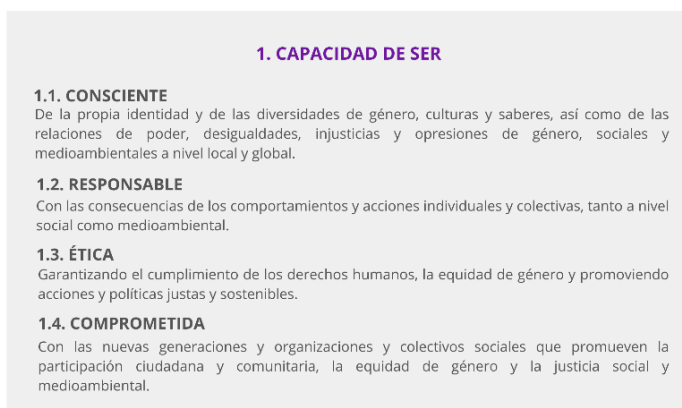 1. CAPACIDAD DE SER
1.1. CONSCIENTE
De la propia identidad y de las diversidades de género, culturas y saberes, así como de las
relaciones de poder, desigualdades, injusticias y opresiones de género, sociales y
medioambientales a nivel local y global.
1.2. RESPONSABLE
Con las consecuencias de los comportamientos y acciones individuales y colectivas, tanto a nivel
social como medioambiental.
1.3. ÉTICA
Garantizando el cumplimiento de los derechos humanos, la equidad de género y promoviendo
acciones y políticas justas y sostenibles.
1.4. COMPROMETIDA
Con las nuevas generaciones y organizaciones y colectivos sociales que promueven la
participación ciudadana y comunitaria, la equidad de género y la justicia social y
medioambiental.